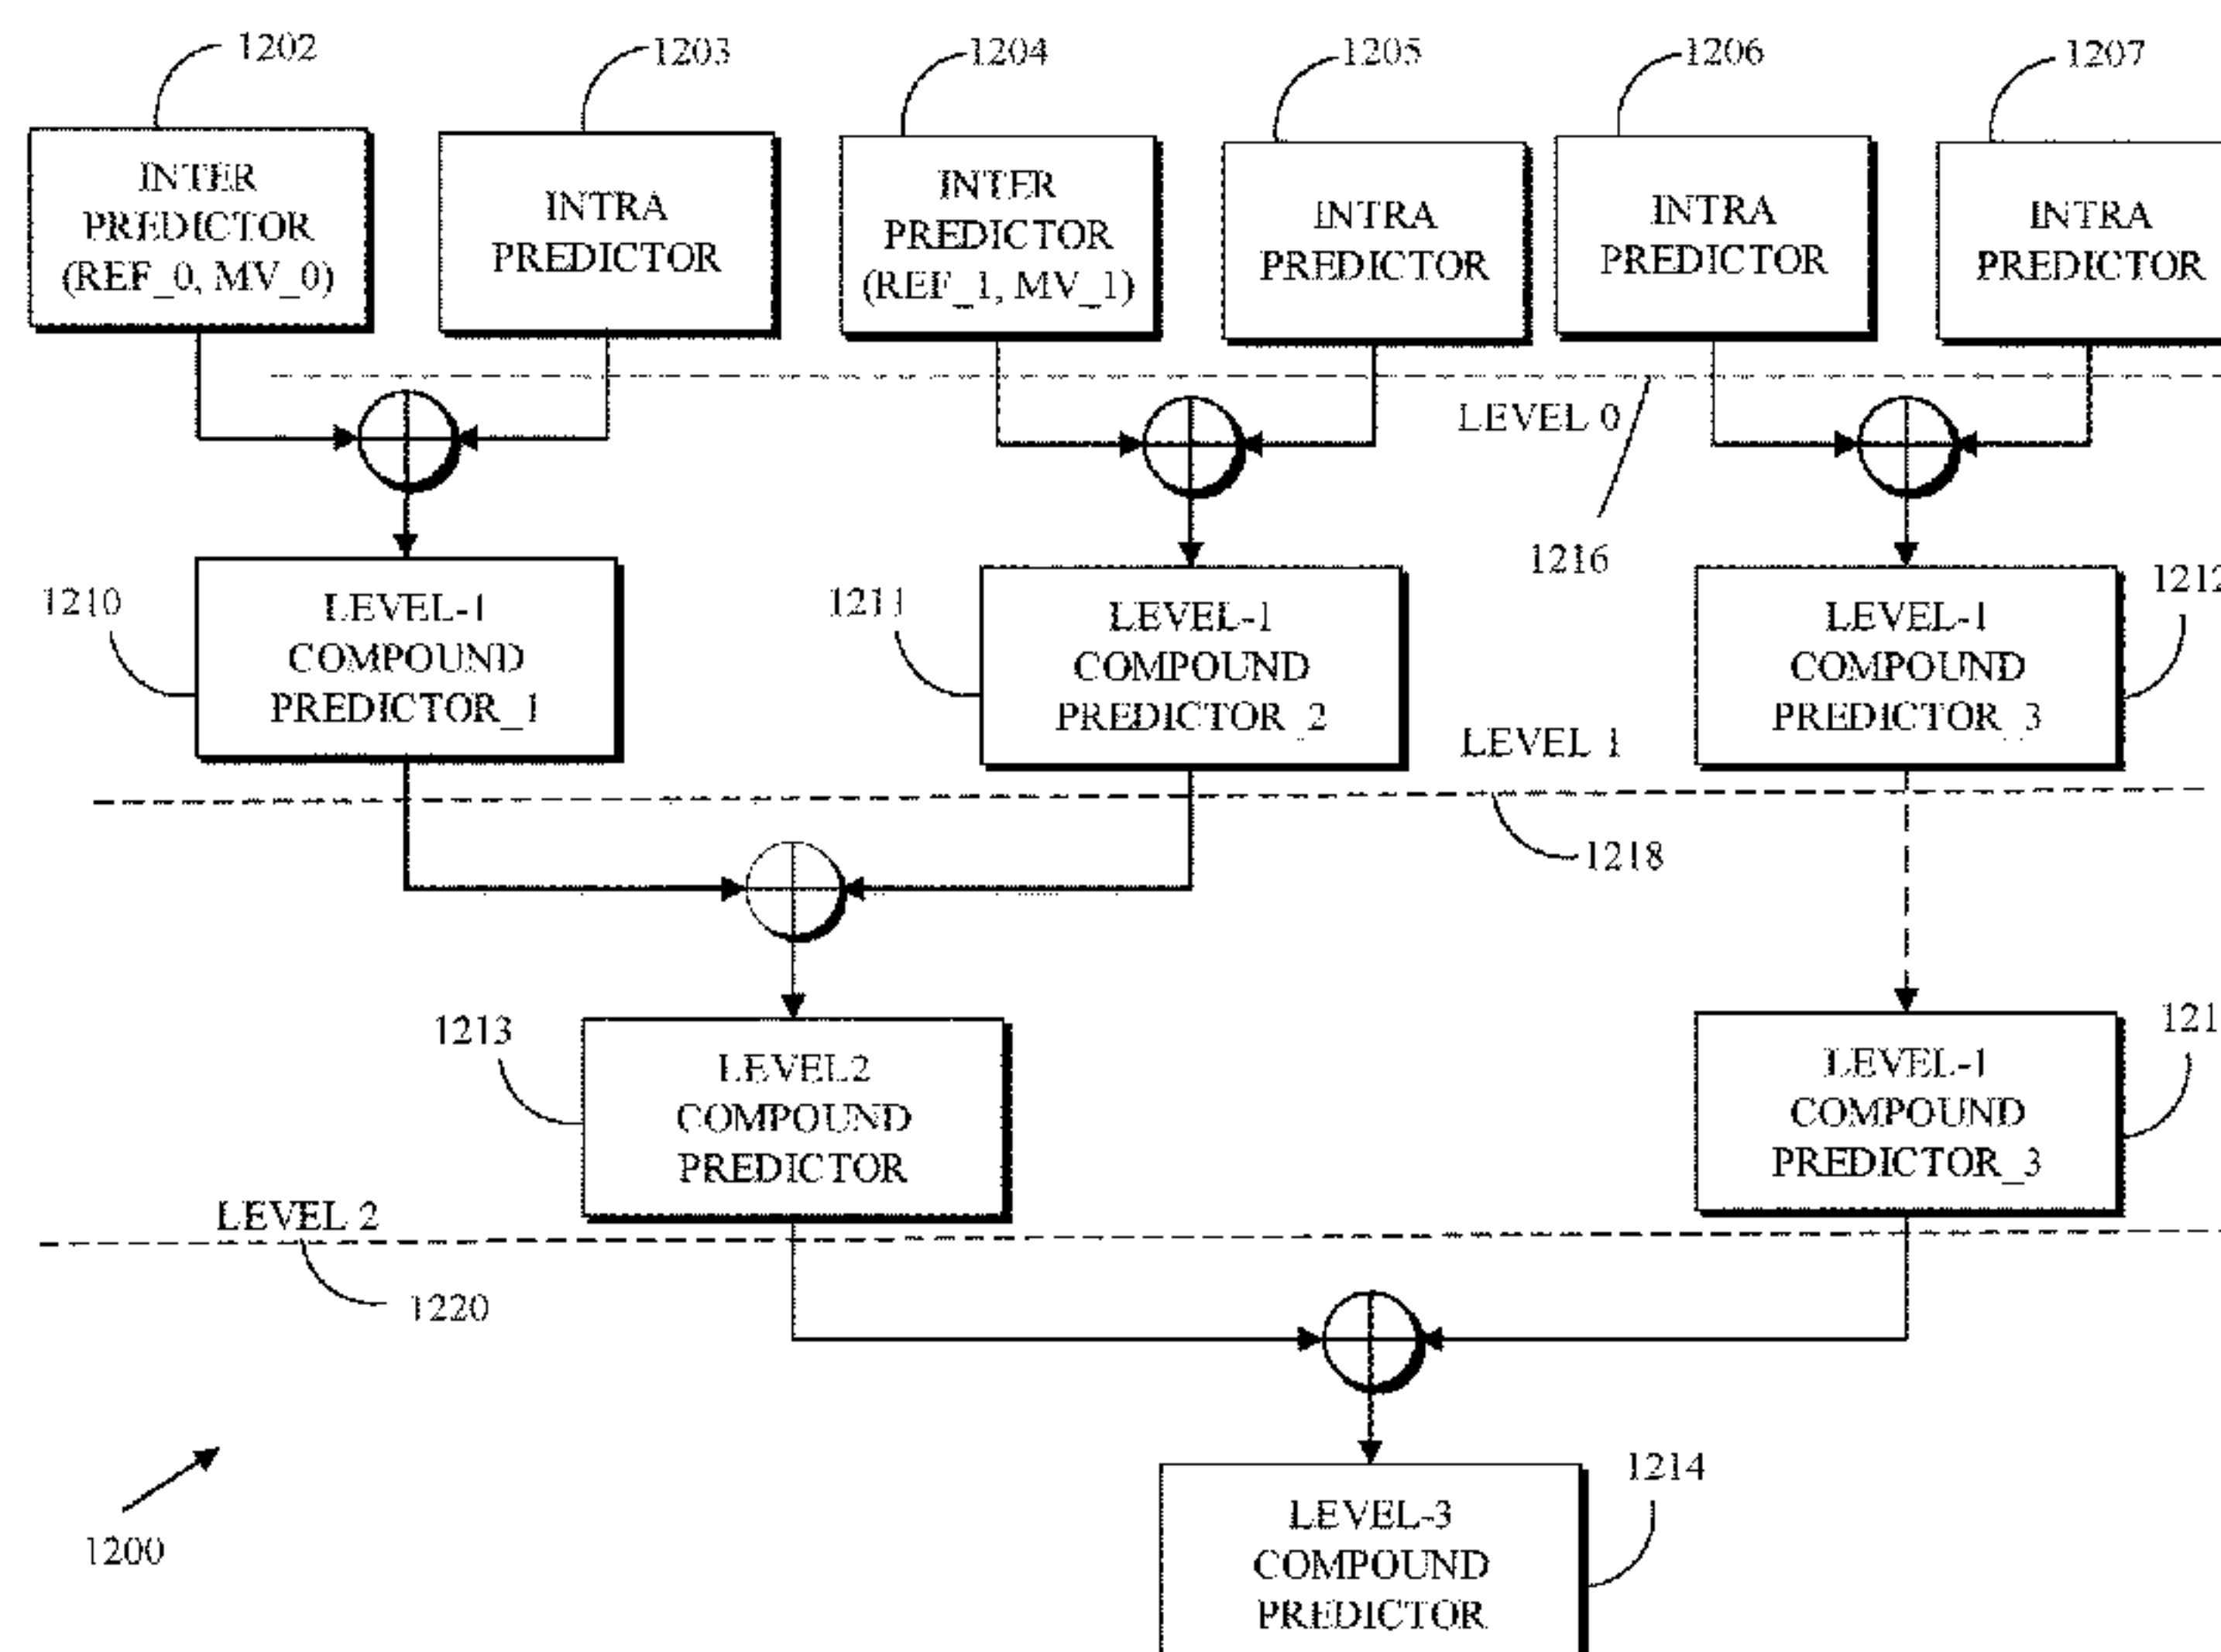 1202
1203
1204
1205
1206
1207
INTER
PREDICTOR
(REF_0, MV_0)
INTRA
PREDICTOR
INTER
PREDICTOR
(REF_1, MV_1)
INTRA
PREDICTOR
INTRA
PREDICTOR
INTRA
PREDICTOR
LEVEL 0
1216
1210
LEVEL-1
COMPOUND
PREDICTOR_1
1211
LEVEL-1
COMPOUND
PREDICTOR_2
LEVEL-1
COMPOUND
PREDICTOR_3
1212
LEVEL 1
1218
1213
LEVEL2
COMPOUND
PREDICTOR
LEVEL-1
COMPOUND
PREDICTOR_3
121
LEVEL 2
1220
1200
LEVEL-3
COMPOUND
PREDICTOR
1214